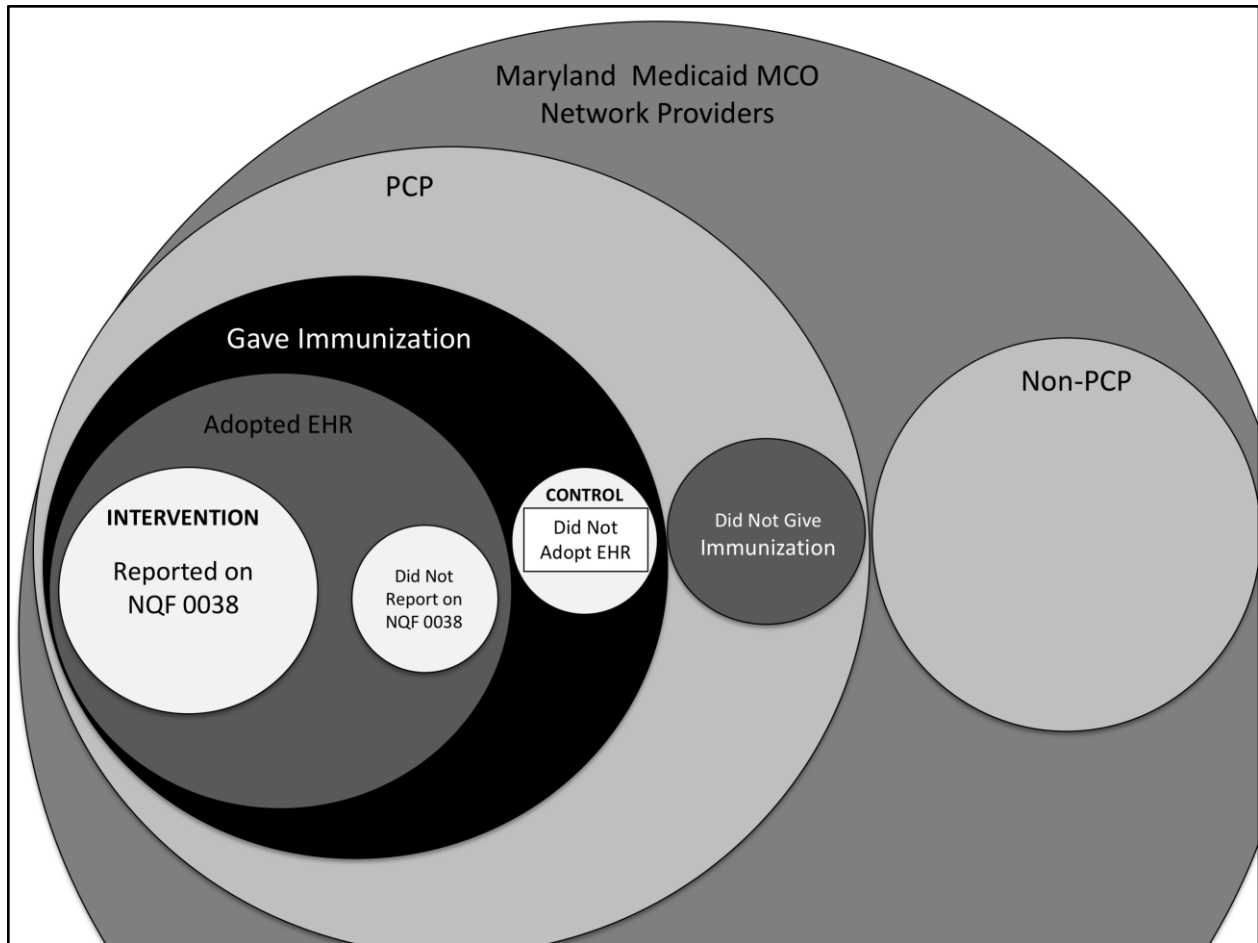 Maryland Medicaid MCO
Network Providers
PCP
Gave Immunization
Non-PCP
Adopted EHR
INTERVENTION
Reported on
NQF 0038
Did Not
Report on
NQF 0038
CONTROL
Did Not
Adopt EHR
Did Not Give
Immunization